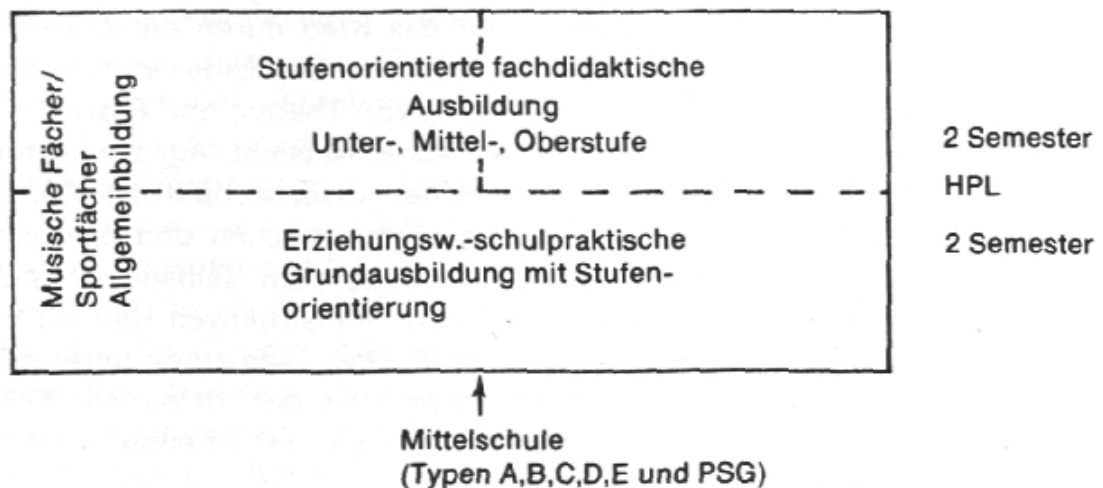 Musische Fächer/
Sportfächer
Allgemeinbildung
Stufenorientierte fachdidaktische
Ausbildung
Unter-, Mittel-, Oberstufe
2 Semester
HPL
Erziehungsw.-schulpraktische
Grundausbildung mit Stufen-
orientierung
2 Semester
Mittelschule
(Typen A,B,C,D,E und PSG)